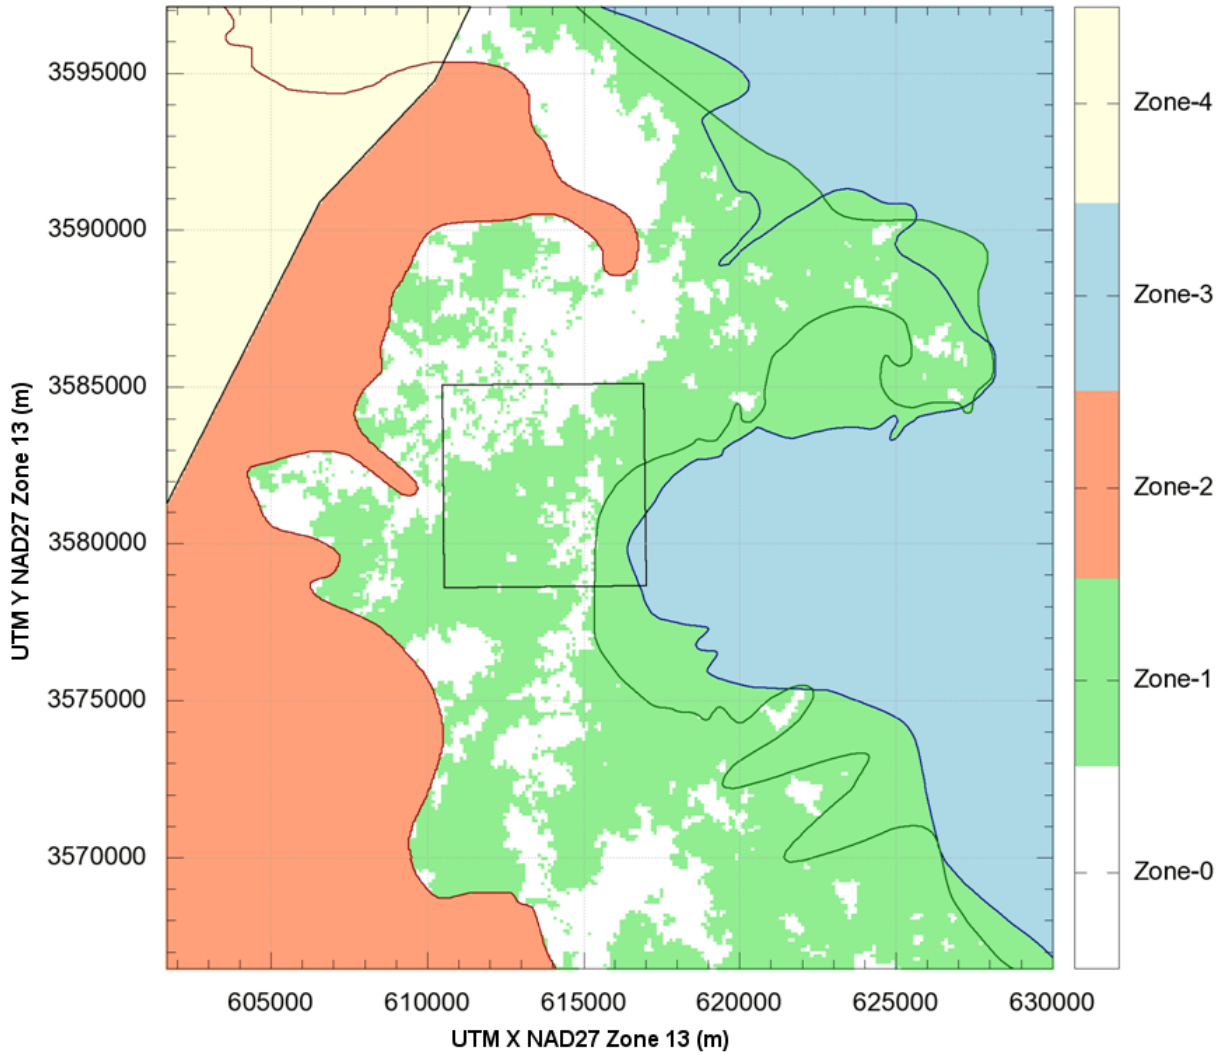 3595000
3590000
3585000
3580000
3575000
3570000
UTM Y NAD27 Zone 13 (m)
605000 610000 615000 620000 625000 630000
UTM X NAD27 Zone 13 (m)
Zone-4
Zone-3
Zone-2
Zone-1
Zone-0